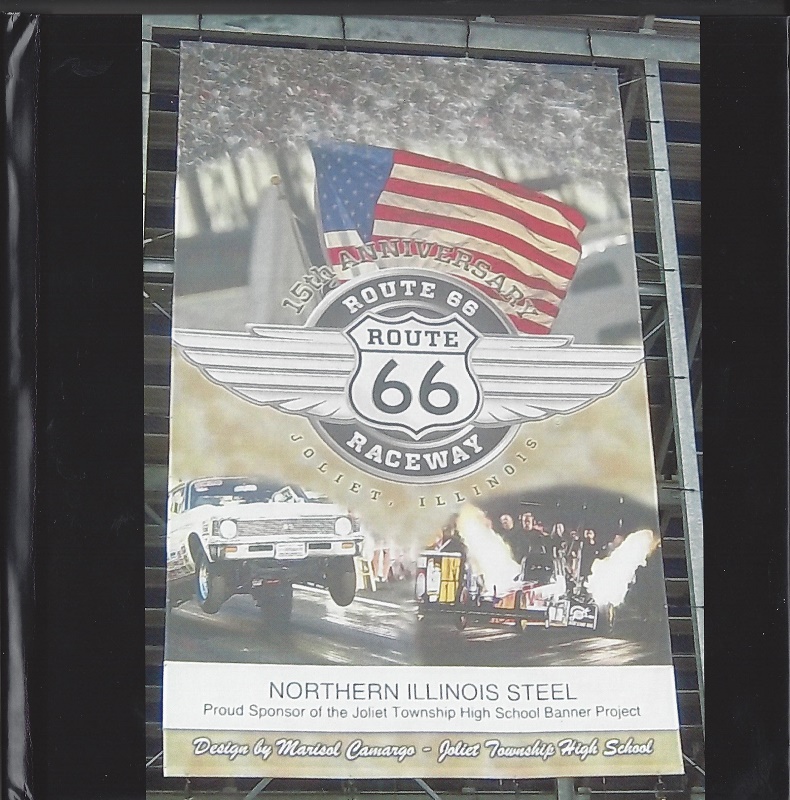 15th ANNIVERSARY
ROUTE 66
ROUTE
66
RACEWAY
JOLIET, ILLINOIS
NORTHERN ILLINOIS STEEL
Proud Sponsor of the Joliet Township High School Banner Project
Design by Marisol Camargo - Joliet Township High School